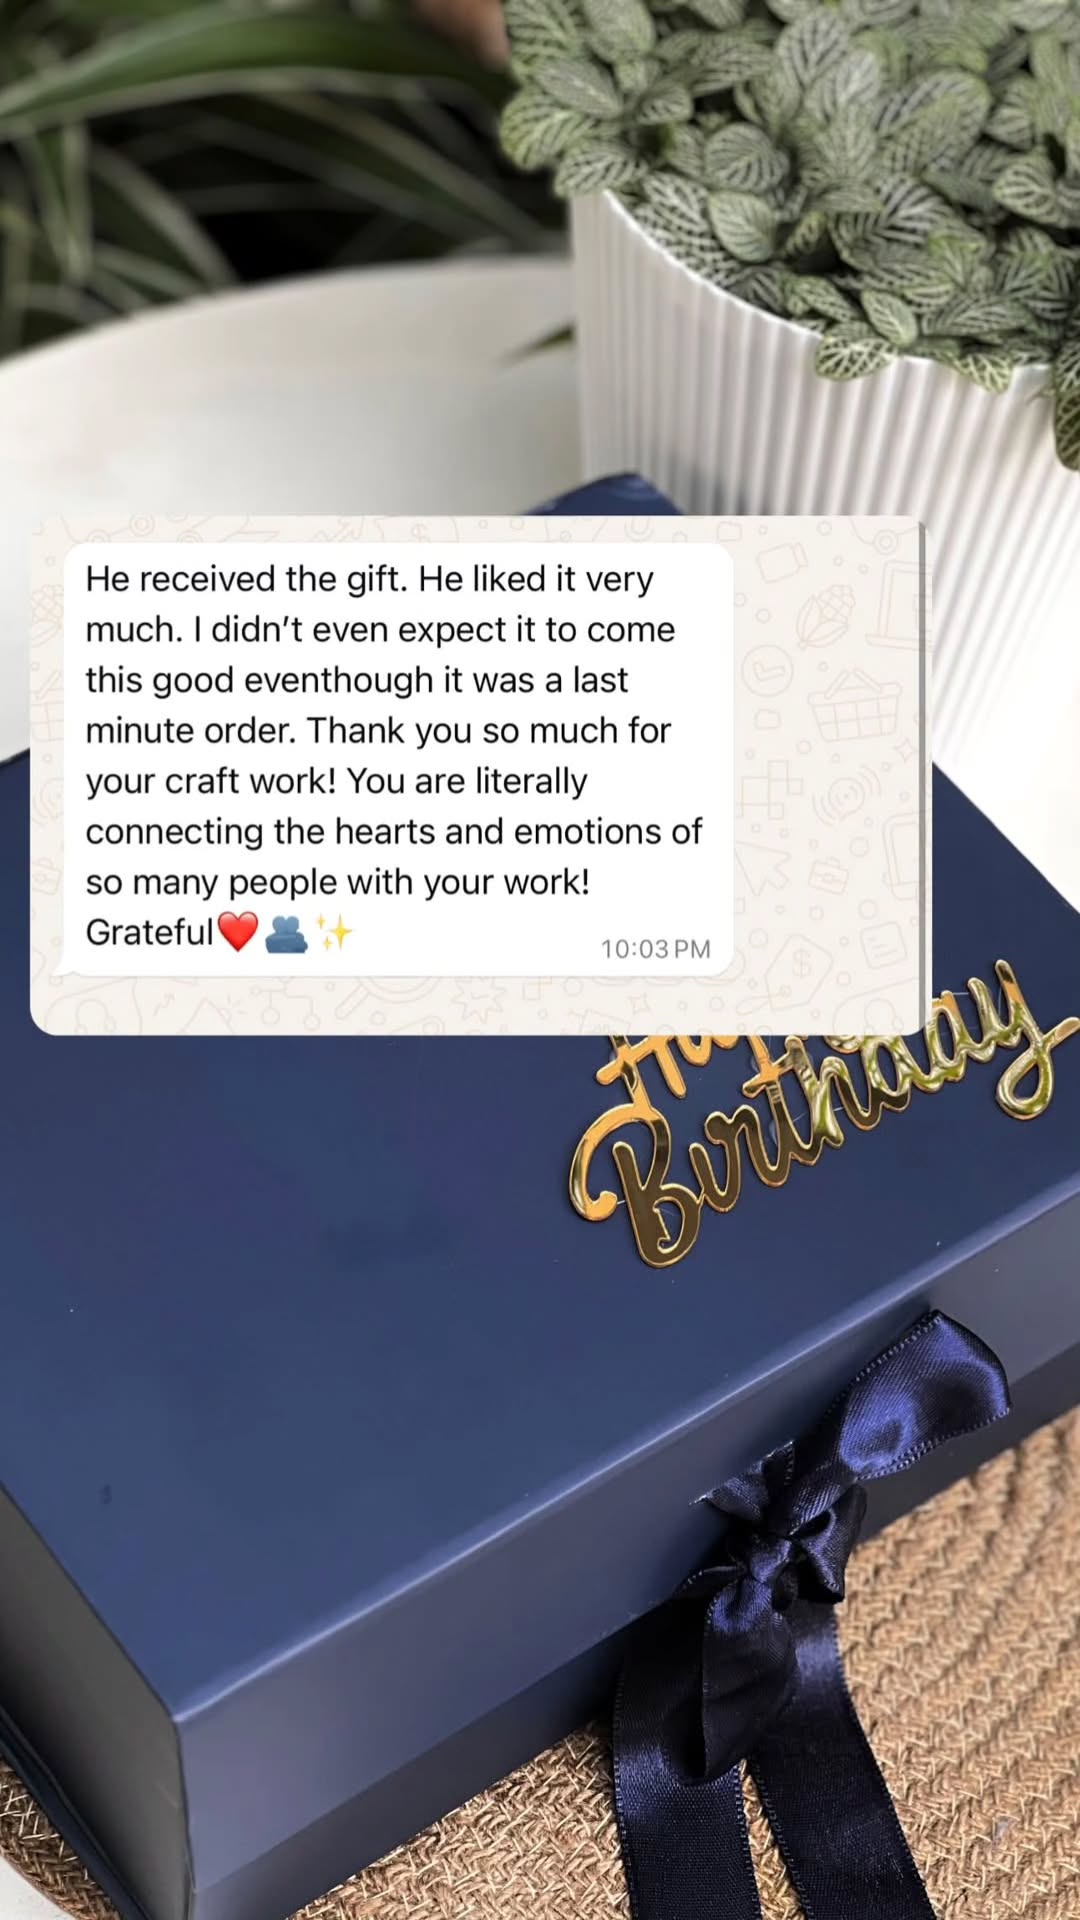 He received the gift. He liked it very
much. I didn’t even expect it to come
this good eventhough it was a last
minute order. Thank you so much for
your craft work! You are literally
connecting the hearts and emotions of
so many people with your work!
Grateful❤️🫂✨
10:03 PM
Birthday